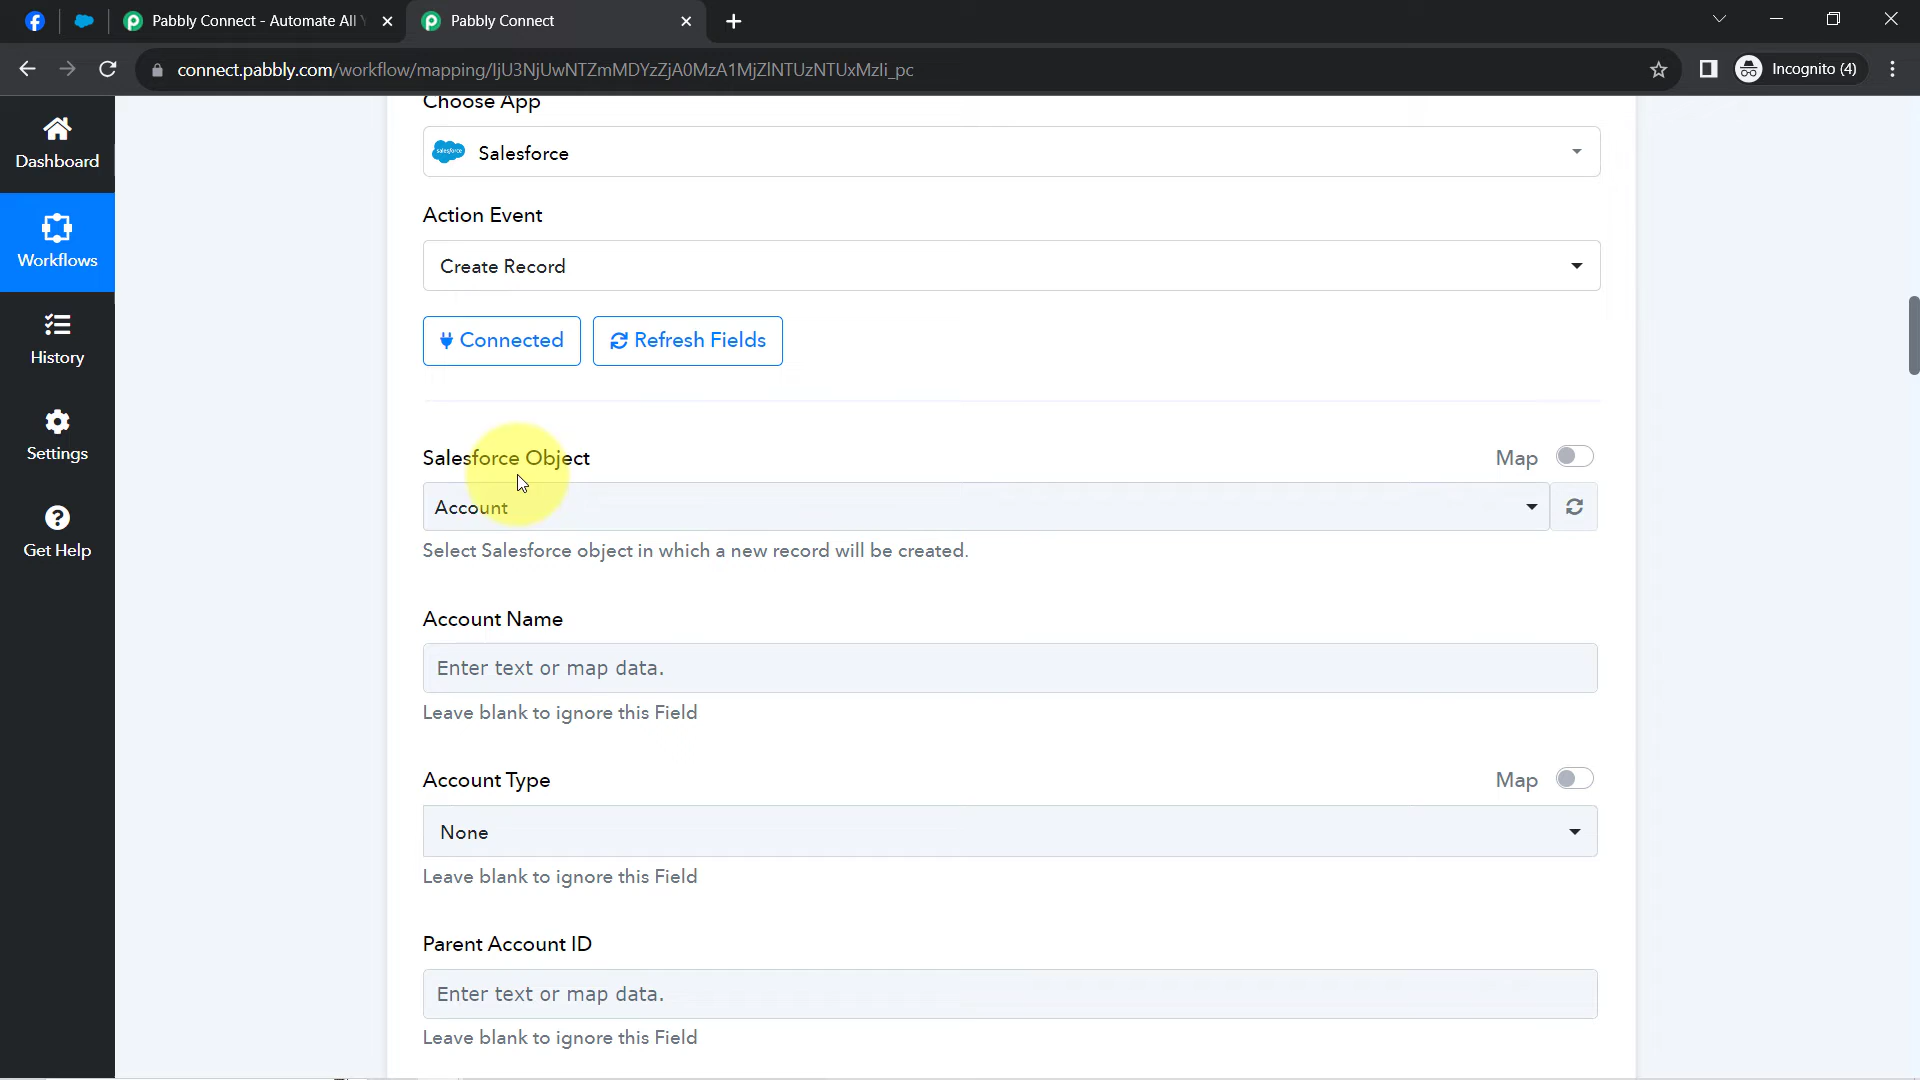 Pabbly Connect - Automate All Y
Pabbly Connect
connect.pabbly.com/workflow/mapping/IjU3NjUwNTZmMDYzZjA0MzA1MjZlNTUzNTUxMzIi_pc
Incognito (4)
Dashboard
Workflows
History
Settings
Get Help
Choose App
salesforce
Salesforce
Action Event
Create Record
Connected
Refresh Fields
Salesforce Object
Map
Account
Select Salesforce object in which a new record will be created.
Account Name
Enter text or map data.
Leave blank to ignore this Field
Account Type
Map
None
Leave blank to ignore this Field
Parent Account ID
Enter text or map data.
Leave blank to ignore this Field